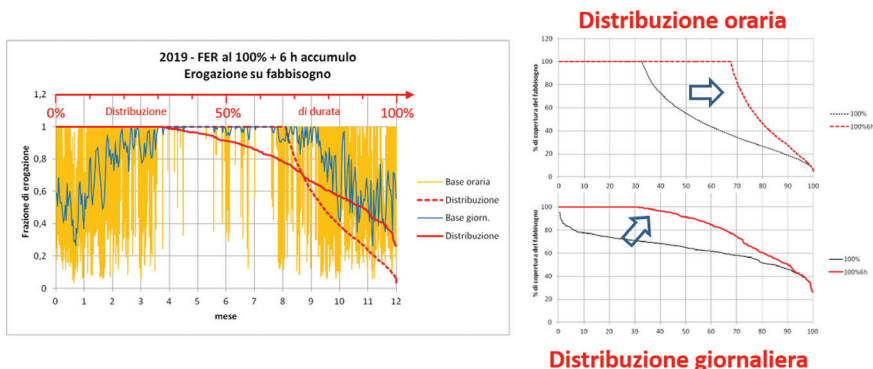 2019 - FER al 100% + 6 h accumulo
Erogazione su fabbisogno
0% Distribuzione 50% di durata 100%
Frazione di erogazione
1,2
1
0,8
0,6
0,4
0,2
0
0 1 2 3 4 5 6 7 8 9 10 11 12
mese
Base oraria
Distribuzione
Base giorn.
Distribuzione
Distribuzione oraria
% di copertura del fabbisogno
120
100
80
60
40
20
0
0 10 20 30 40 50 60 70 80 90 100
100%
100%6h
% di copertura del fabbisogno
100
80
60
40
20
0
0 10 20 30 40 50 60 70 80 90 100
100%
100%6h
Distribuzione giornaliera